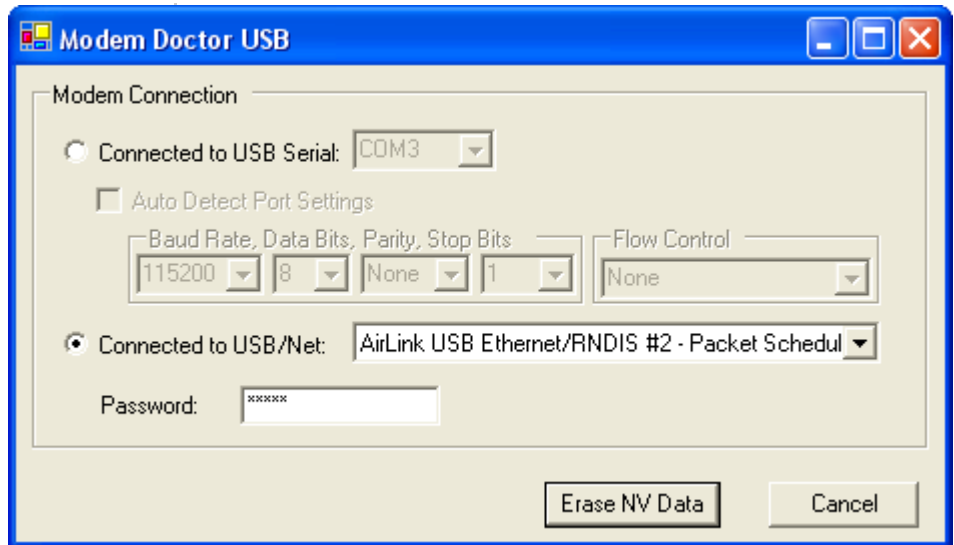 Modem Doctor USB
Modem Connection
Connected to USB Serial: COM3
Auto Detect Port Settings
Baud Rate, Data Bits, Parity, Stop Bits Flow Control
115200 8 None 1 None
Connected to USB/Net: AirLink USB Ethernet/RNDIS #2 - Packet Schedul
Password: *****
Erase NV Data Cancel